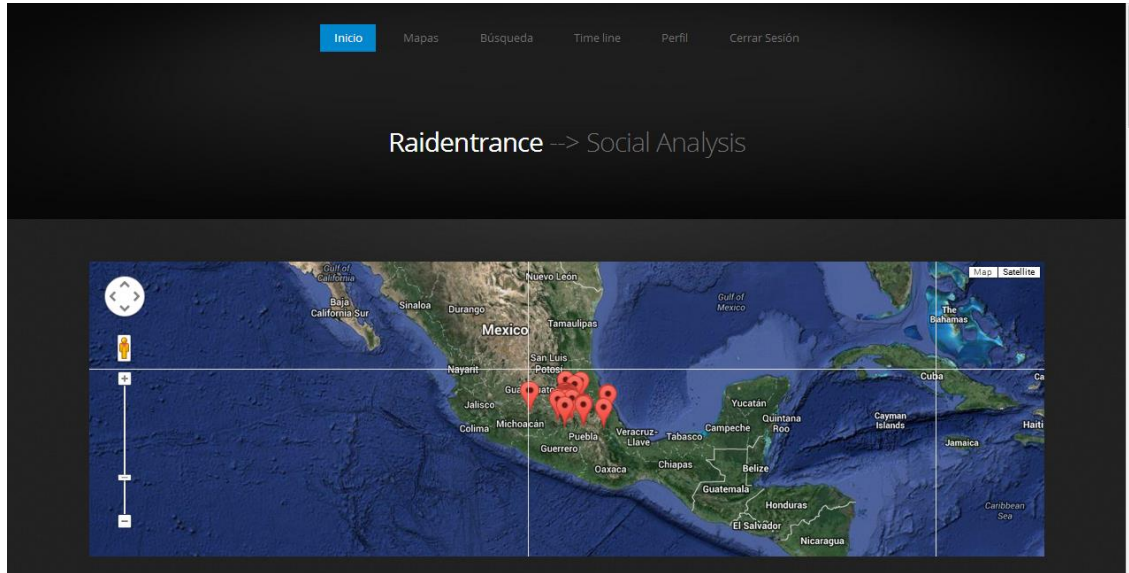 Inicio Mapas Búsqueda Time line Perfil Cerrar Sesión
Raidentrance --> Social Analysis
Map Satellite
Gulf of
California
Nuevo León
Baja
California Sur
Sinaloa
Durango
Gulf of
Mexico
The
Bahamas
Mexico
Tamaulipas
San Luis
Potosi
Nayarit
Cuba
Jalisco
Yucatán
Colima
Michoacán
Quintana
Roo
Cayman
Islands
Puebla
Veracruz-
Llave
Tabasco
Campeche
Haiti
Jamaica
Guerrero
Oaxaca
Chiapas
Belize
Guatemala
Honduras
Caribbean
Sea
El Salvador
Nicaragua